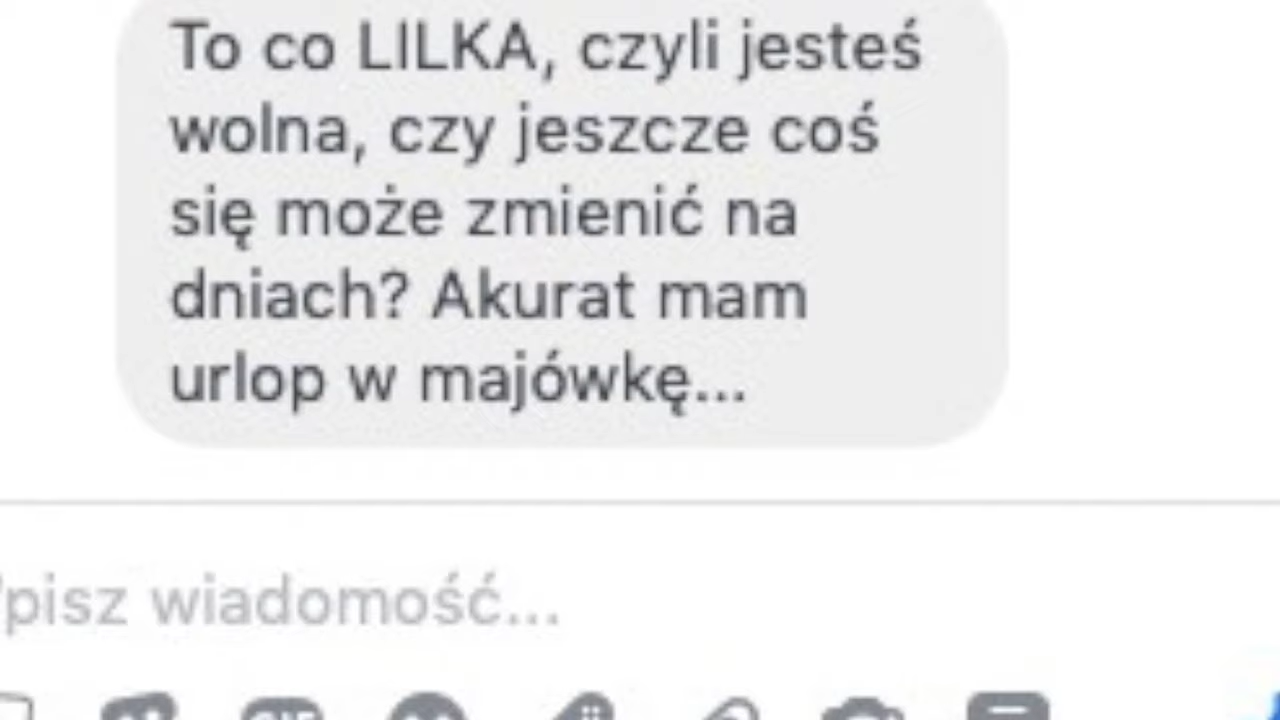 To co LILKA, czyli jesteś
wolna, czy jeszcze coś
się może zmienić na
dniach? Akurat mam
urlop w majówkę...
pisz wiadomość...